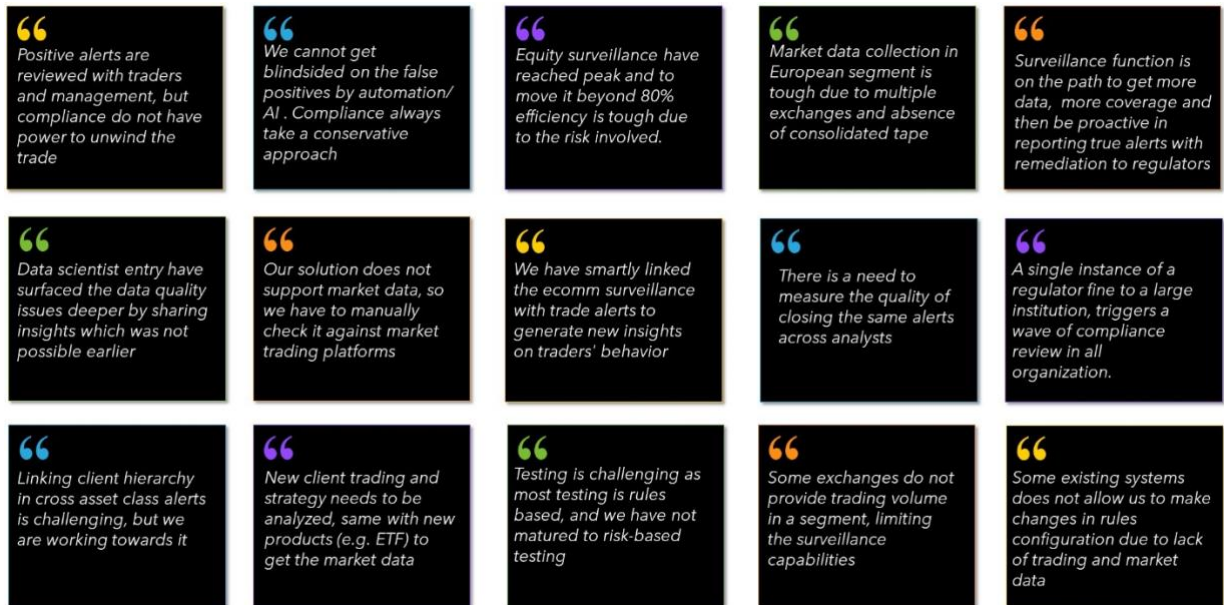 Positive alerts are
reviewed with traders
and management, but
compliance do not have
power to unwind the
trade
We cannot get
blindsided on the false
positives by automation/
AI . Compliance always
take a conservative
approach
Equity surveillance have
reached peak and to
move it beyond 80%
efficiency is tough due
to the risk involved.
Market data collection in
European segment is
tough due to multiple
exchanges and absence
of consolidated tape
Surveillance function is
on the path to get more
data, more coverage and
then be proactive in
reporting true alerts with
remediation to regulators
Data scientist entry have
surfaced the data quality
issues deeper by sharing
insights which was not
possible earlier
Our solution does not
support market data, so
we have to manually
check it against market
trading platforms
We have smartly linked
the ecomm surveillance
with trade alerts to
generate new insights
on traders' behavior
There is a need to
measure the quality of
closing the same alerts
across analysts
A single instance of a
regulator fine to a large
institution, triggers a
wave of compliance
review in all
organization.
Linking client hierarchy
in cross asset class alerts
is challenging, but we
are working towards it
New client trading and
strategy needs to be
analyzed, same with new
products (e.g. ETF) to
get the market data
Testing is challenging as
most testing is rules
based, and we have not
matured to risk-based
testing
Some exchanges do not
provide trading volume
in a segment, limiting
the surveillance
capabilities
Some existing systems
does not allow us to make
changes in rules
configuration due to lack
of trading and market
data